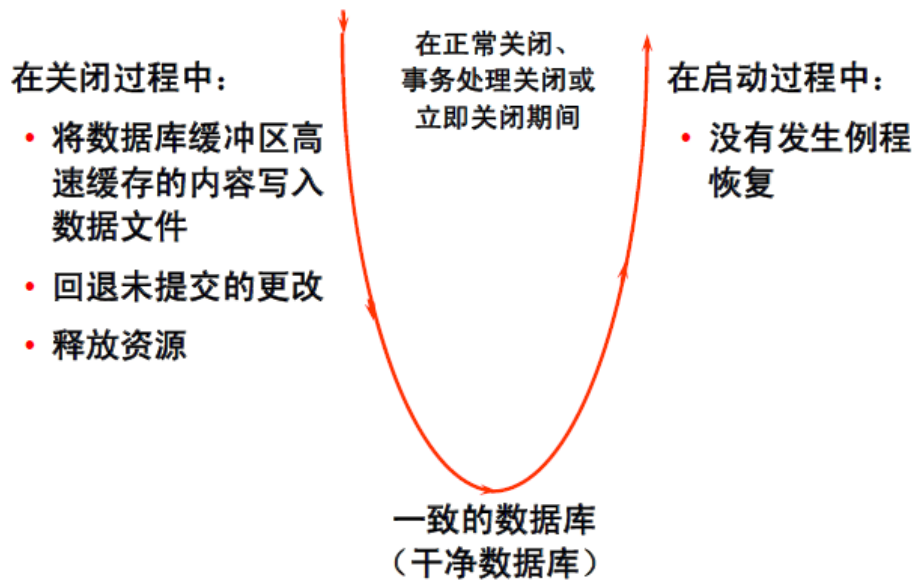 在正常关闭、
事务处理关闭或
立即关闭期间
在关闭过程中：
• 将数据库缓冲区高
速缓存的内容写入
数据文件
• 回退未提交的更改
• 释放资源
在启动过程中：
• 没有发生例程
恢复
一致的数据库
（干净数据库）